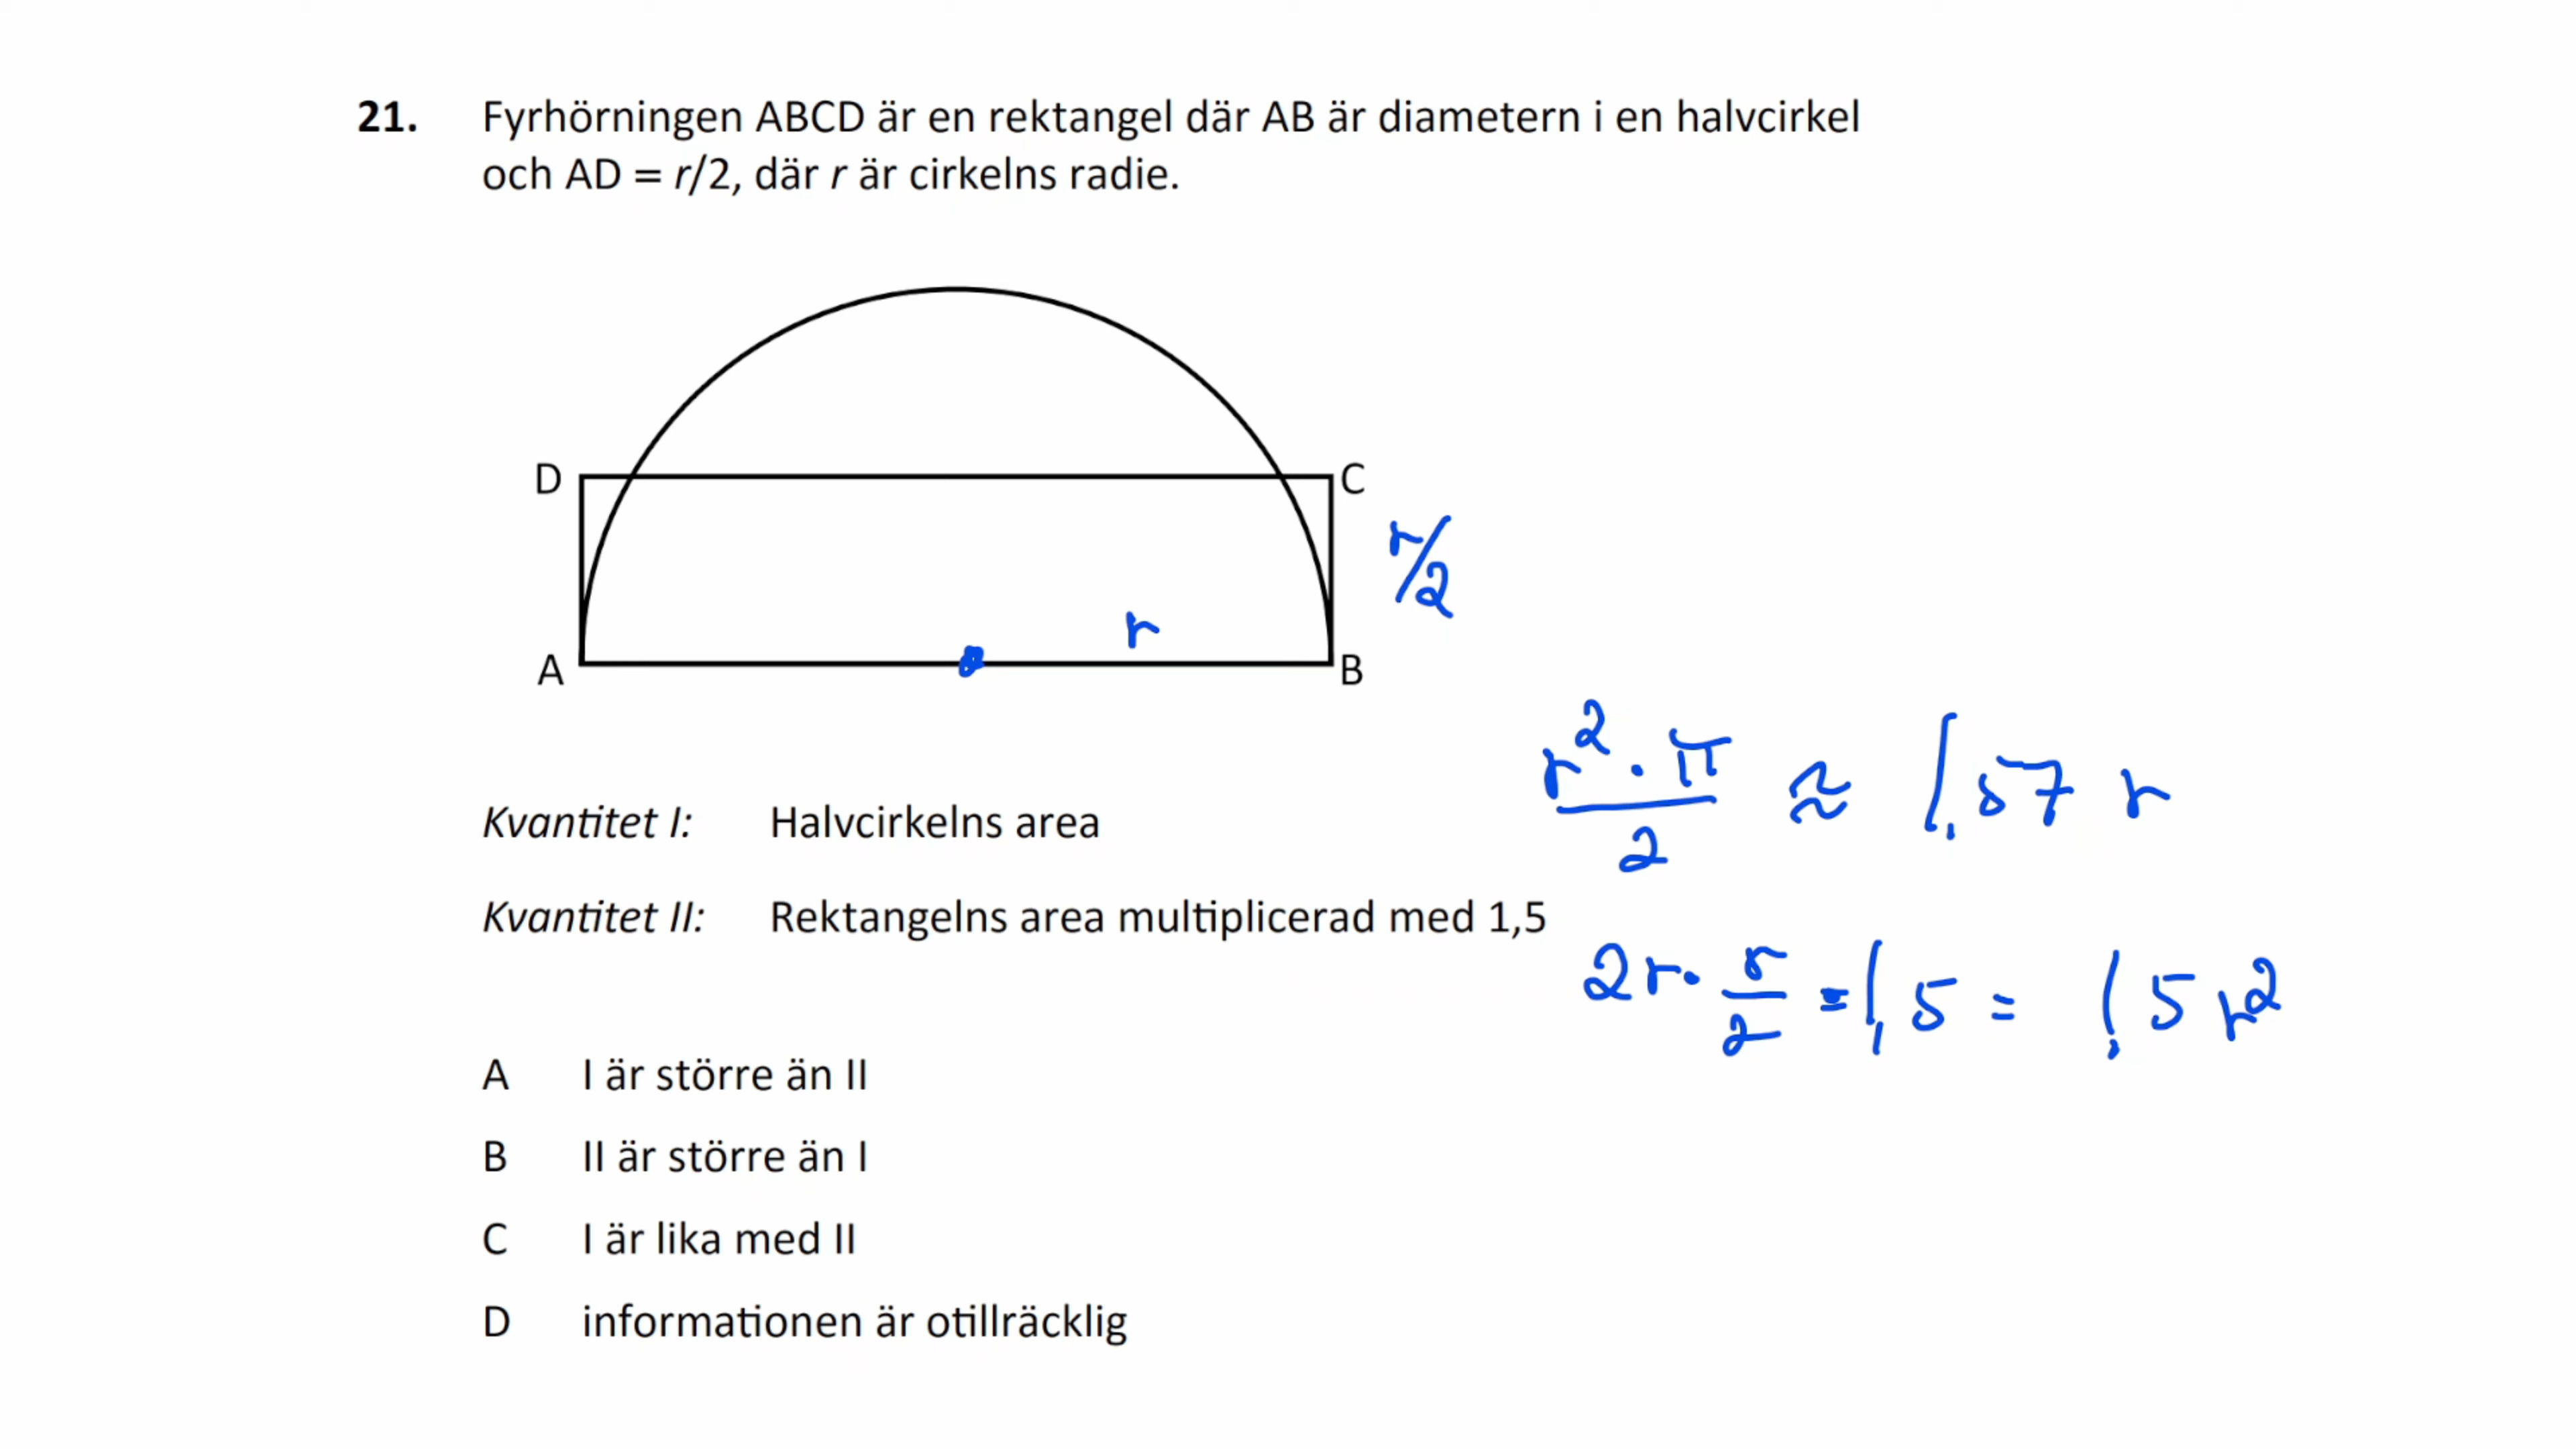 21. Fyrhörningen ABCD är en rektangel där AB är diametern i en halvcirkel
och AD = r/2, där r är cirkelns radie.
D C
r/2
r
A B
r² · π / 2 ≈ 1,57 r
Kvantitet I: Halvcirkelns area
Kvantitet II: Rektangelns area multiplicerad med 1,5
2r · r/2 = 1,5 = 1,5 r²
A I är större än II
B II är större än I
C I är lika med II
D informationen är otillräcklig